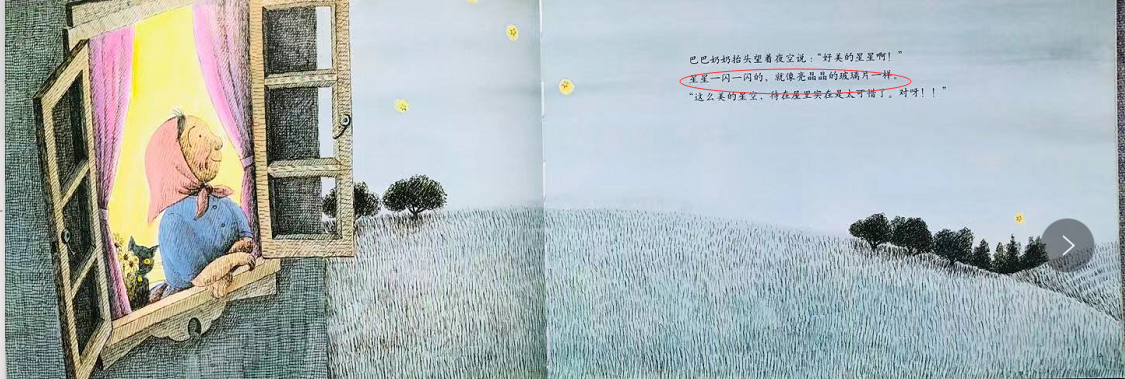 巴巴奶奶抬头望着夜空说：“好美的星星啊！”
星星一闪一闪的，就像亮晶晶的玻璃片一样。
“这么美的星空，待在屋里实在是太可惜了。对呀！！”